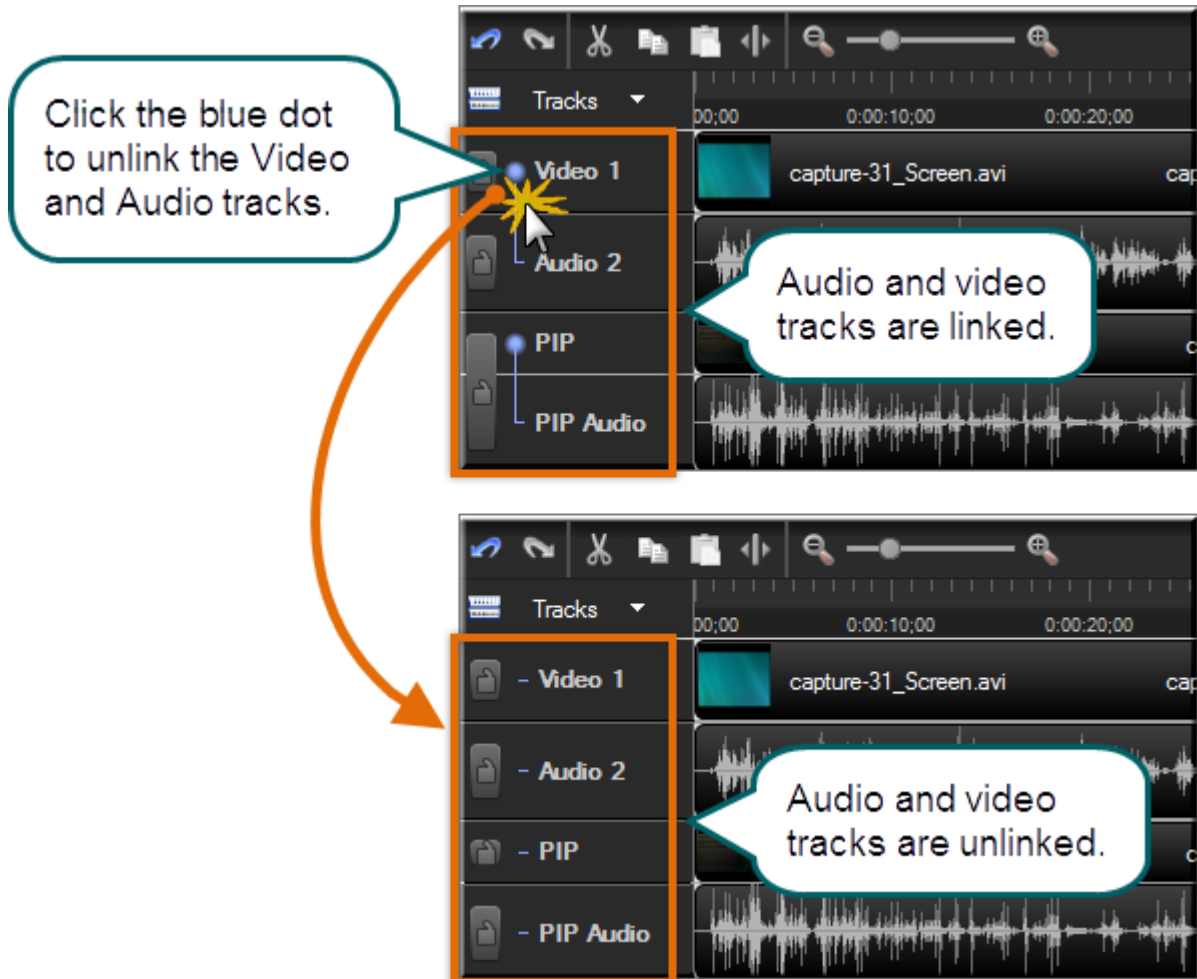 Click the blue dot
to unlink the Video
and Audio tracks.
Tracks
00;00 0:00:10;00 0:00:20;00
Video 1
capture-31_Screen.avi cap
Audio 2
Audio and video
tracks are linked.
PIP
c
PIP Audio
Tracks
00;00 0:00:10;00 0:00:20;00
Video 1
capture-31_Screen.avi cap
Audio 2
Audio and video
tracks are unlinked.
PIP
c
PIP Audio